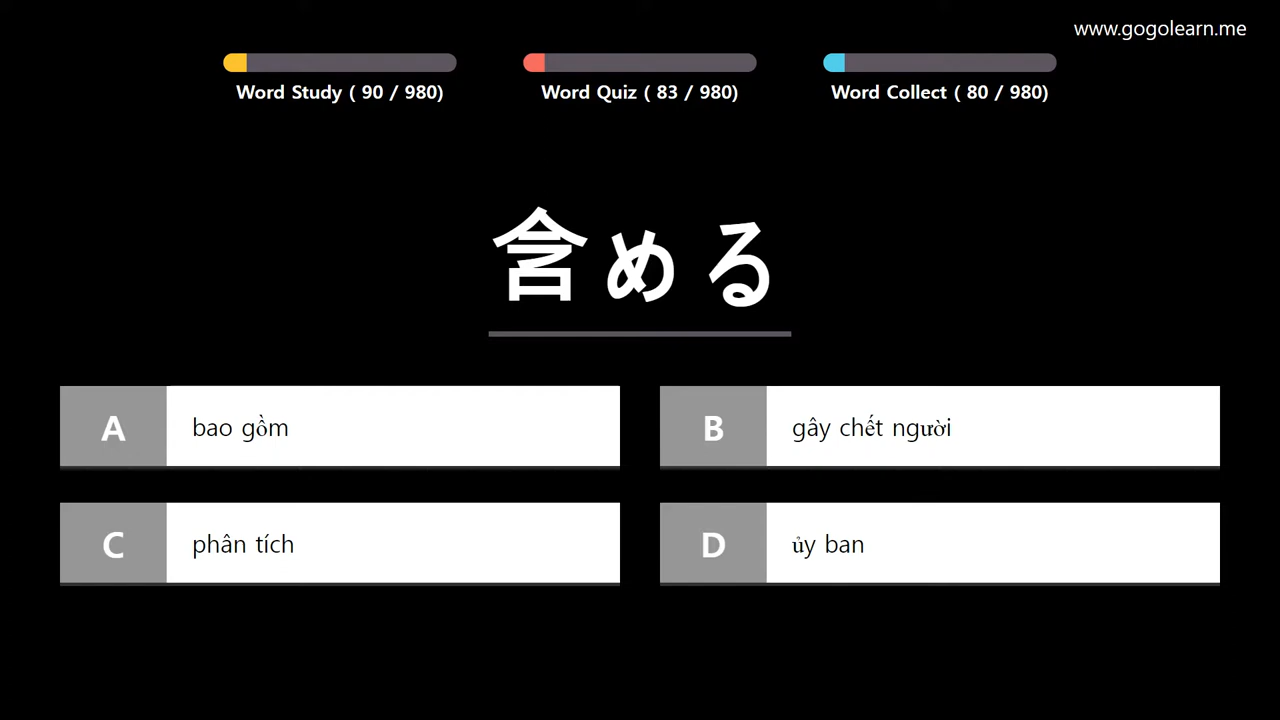 www.gogolearn.me
Word Study ( 90 / 980)
Word Quiz ( 83 / 980)
Word Collect ( 80 / 980)
含める
A bao gồm
B gây chết người
C phân tích
D ủy ban